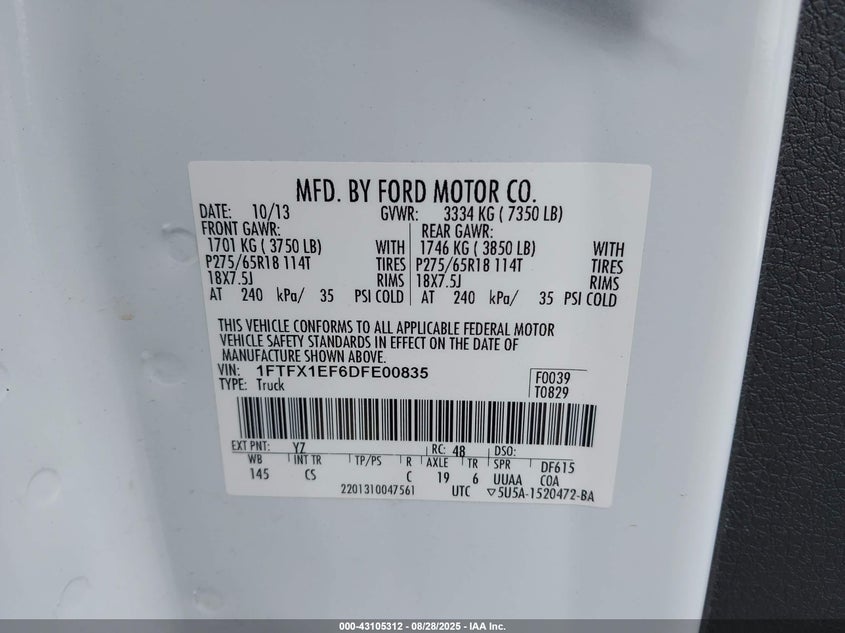 MFD. BY FORD MOTOR CO.
DATE: 10/13 GVWR: 3334 KG ( 7350 LB)
FRONT GAWR: REAR GAWR:
1701 KG ( 3750 LB) WITH 1746 KG ( 3850 LB) WITH
P275/65R18 114T TIRES P275/65R18 114T TIRES
18X7.5J RIMS 18X7.5J RIMS
AT 240 kPa/ 35 PSI COLD AT 240 kPa/ 35 PSI COLD
THIS VEHICLE CONFORMS TO ALL APPLICABLE FEDERAL MOTOR
VEHICLE SAFETY STANDARDS IN EFFECT ON THE DATE OF
MANUFACTURE SHOWN ABOVE.
VIN: 1FTFX1EF6DFE00835 F0039
TYPE: Truck T0829
EXT PNT: YZ RC: 48 DSO:
WB INT TR TP/PS R AXLE TR SPR DF615
145 CS C 19 6 UUAA COA
2201310047561 UTC ▽5U5A-1520472-BA
000-43105312 - 08/28/2025 - IAA Inc.